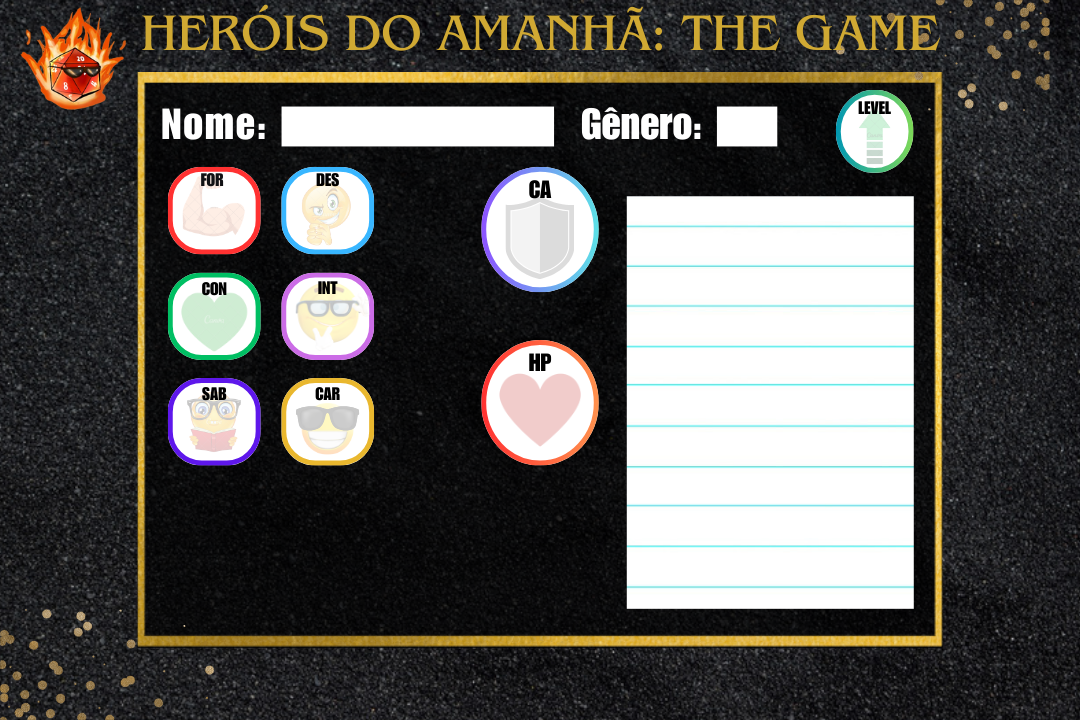 HERÓIS DO AMANHÃ: THE GAME
Nome: Gênero: LEVEL
FOR DES CA
CON INT
HP
SAB CAR